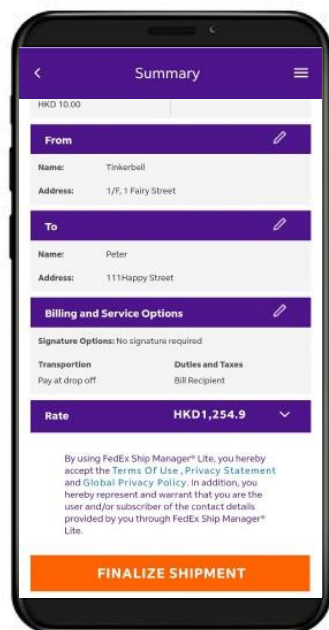 Summary
HKD 10.00
From
Name: Tinkerbell
Address: 1/F, 1 Fairy Street
To
Name: Peter
Address: 111Happy Street
Billing and Service Options
Signature Options: No signature required
Transportion Duties and Taxes
Pay at drop off Bill Recipient
Rate HKD1,254.9
By using FedEx Ship Manager® Lite, you hereby
accept the Terms Of Use , Privacy Statement
and Global Privacy Policy. In addition, you
hereby represent and warrant that you are the
user and/or subscriber of the contact details
provided by you through FedEx Ship Manager®
Lite.
FINALIZE SHIPMENT